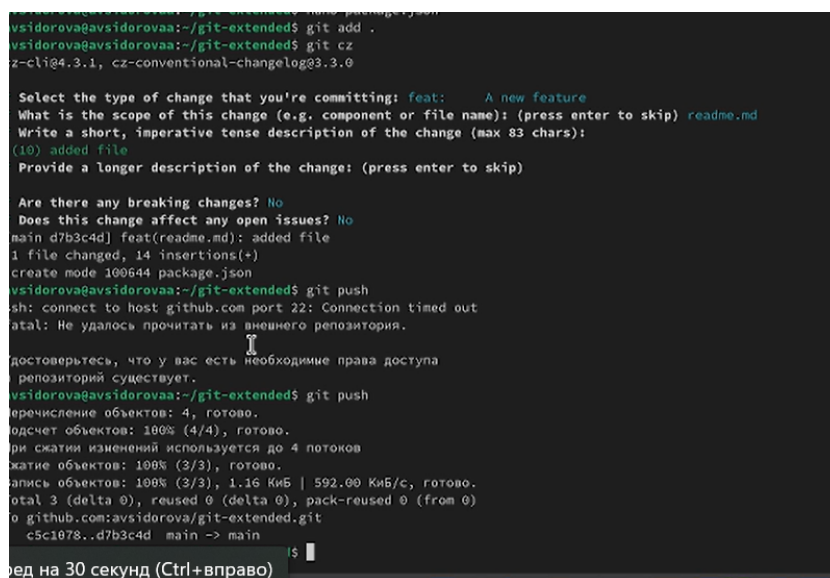 vsidorova@avsidorovaa:~/git-extended$ git add .
vsidorova@avsidorovaa:~/git-extended$ git cz
z-cli@4.3.1, cz-conventional-changelog@3.3.0
Select the type of change that you're committing: feat: A new feature
What is the scope of this change (e.g. component or file name): (press enter to skip) readme.md
Write a short, imperative tense description of the change (max 83 chars):
(10) added file
Provide a longer description of the change: (press enter to skip)
Are there any breaking changes? No
Does this change affect any open issues? No
main d7b3c4d] feat(readme.md): added file
1 file changed, 14 insertions(+)
create mode 100644 package.json
vsidorova@avsidorovaa:~/git-extended$ git push
sh: connect to host github.com port 22: Connection timed out
atal: Не удалось прочитать из внешнего репозитория.
достоверьтесь, что у вас есть необходимые права доступа
репозиторий существует.
vsidorova@avsidorovaa:~/git-extended$ git push
еречисление объектов: 4, готово.
одсчет объектов: 100% (4/4), готово.
ри сжатии изменений используется до 4 потоков
жатие объектов: 100% (3/3), готово.
апись объектов: 100% (3/3), 1.16 КиБ | 592.00 КиБ/с, готово.
otal 3 (delta 0), reused 0 (delta 0), pack-reused 0 (from 0)
o github.com:avsidorova/git-extended.git
c5c1078..d7b3c4d main -> main
$
ред на 30 секунд (Ctrl+вправо)